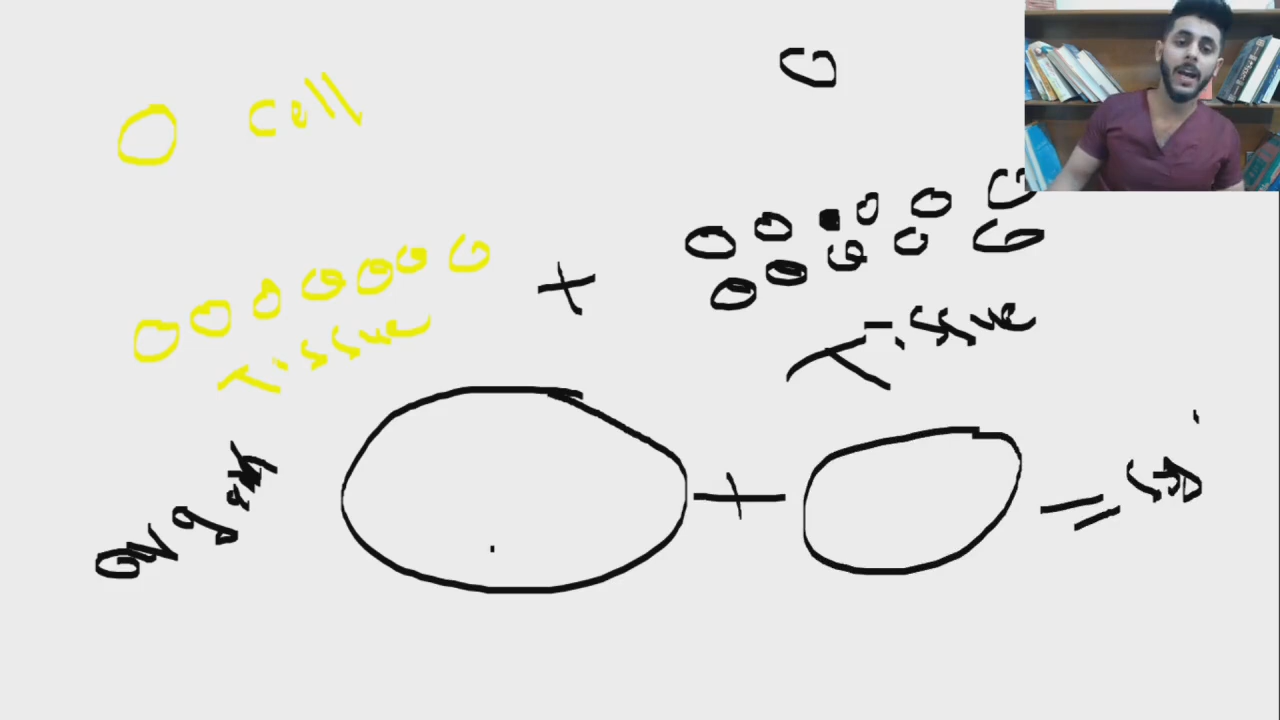 cell
+
Tissue
Tissue
organ
+ =